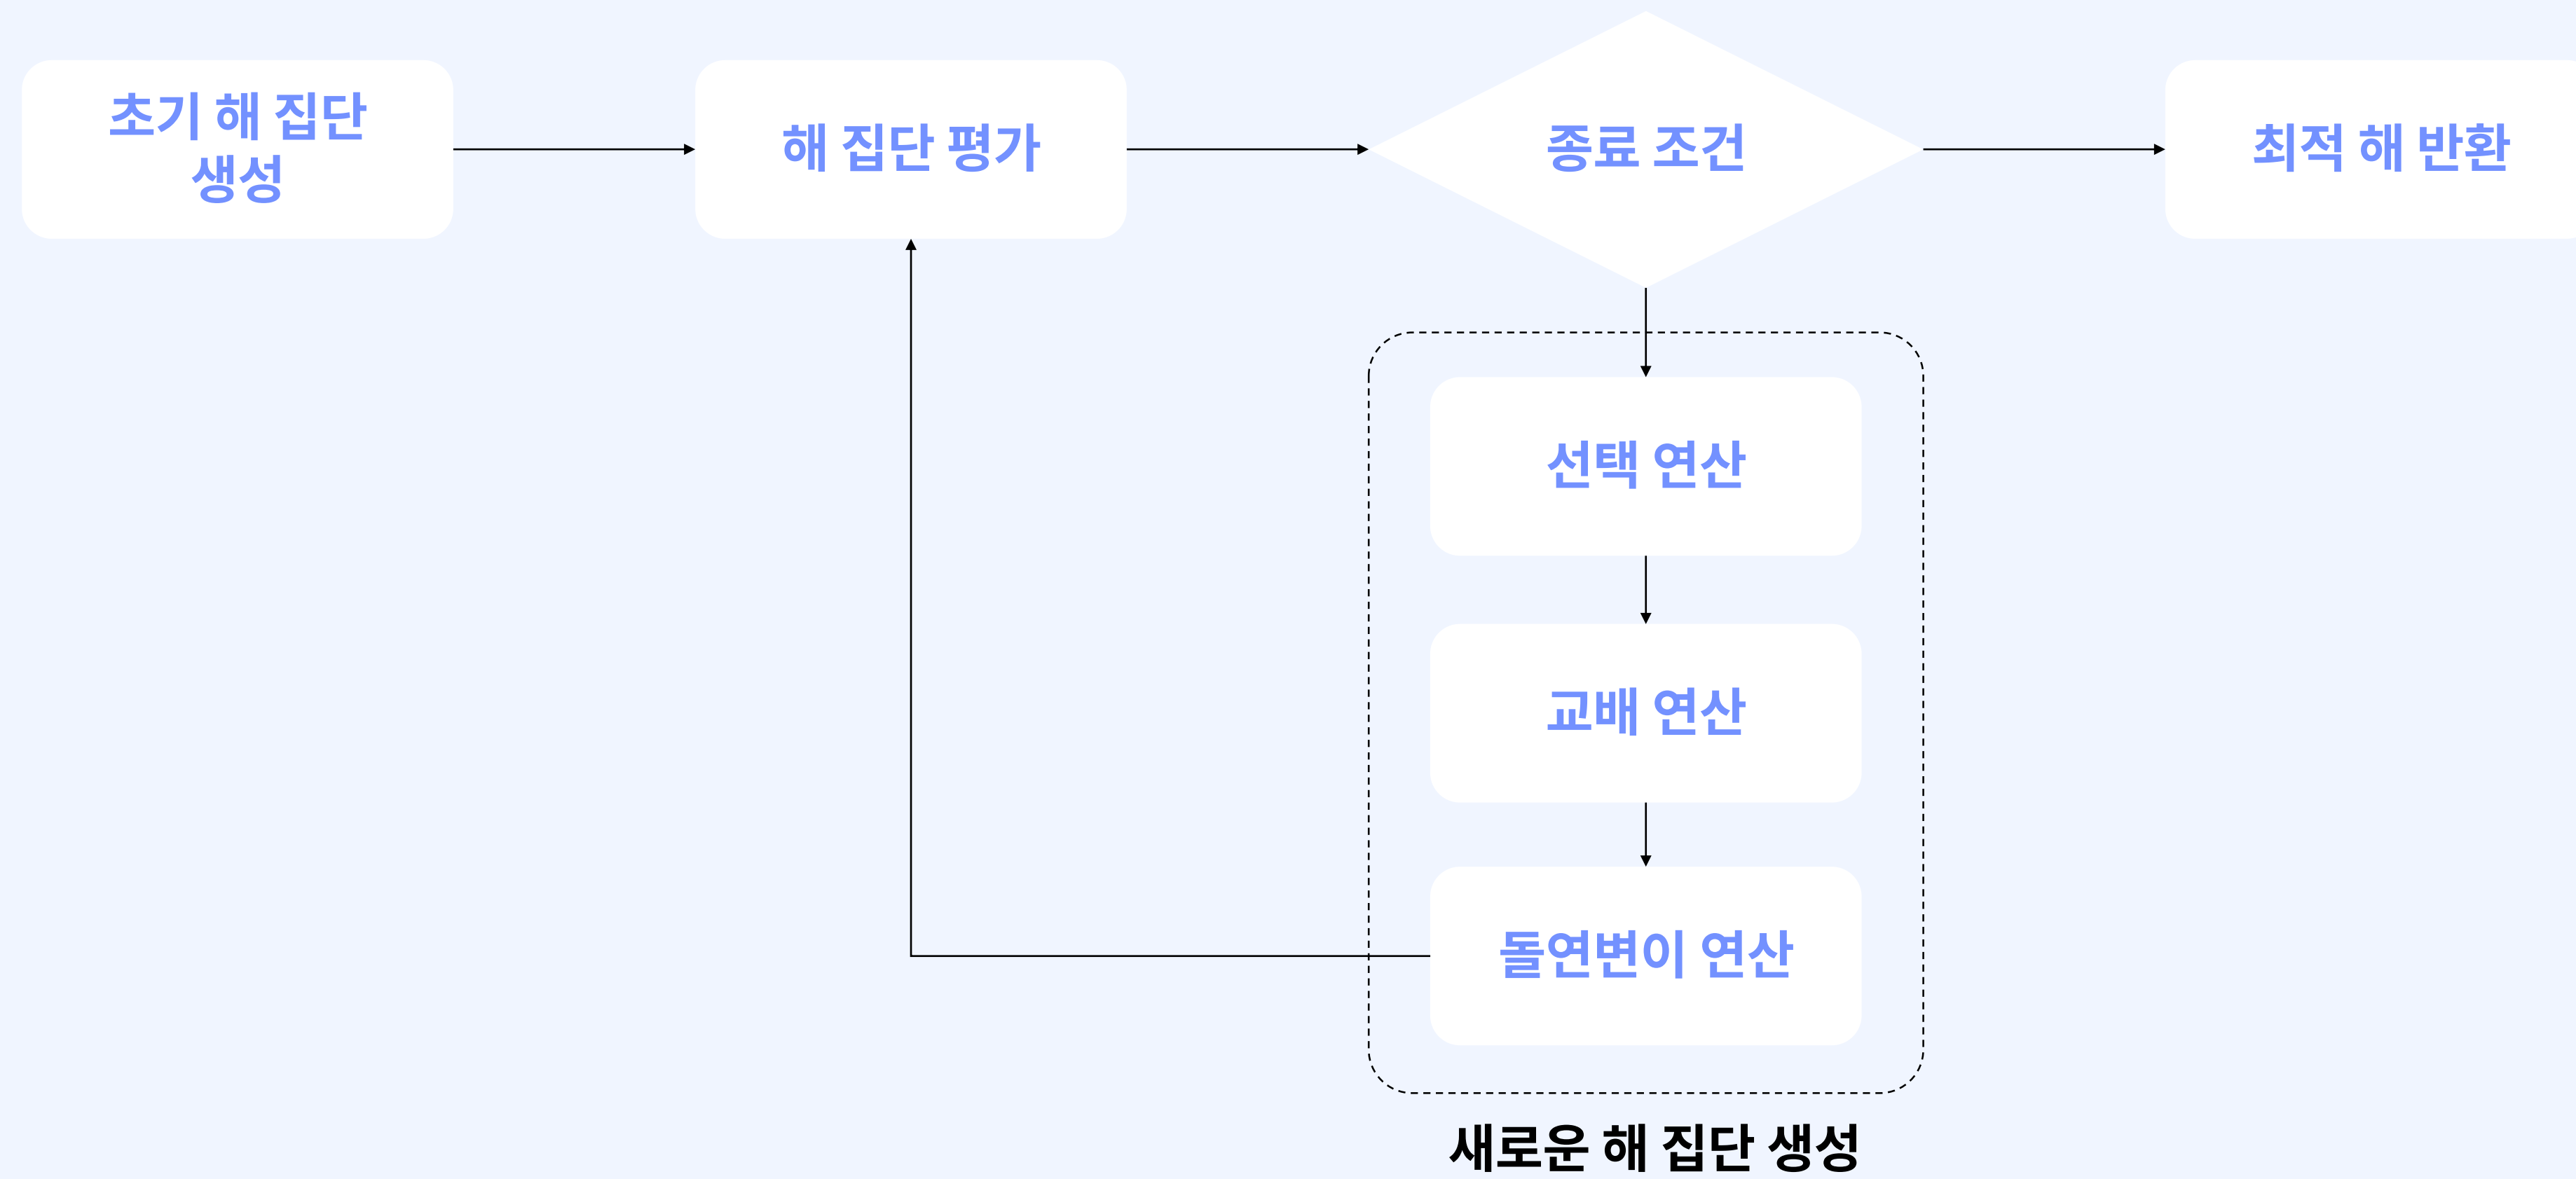 초기 해 집단
생성
해 집단 평가
종료 조건
최적 해 반환
선택 연산
교배 연산
돌연변이 연산
새로운 해 집단 생성